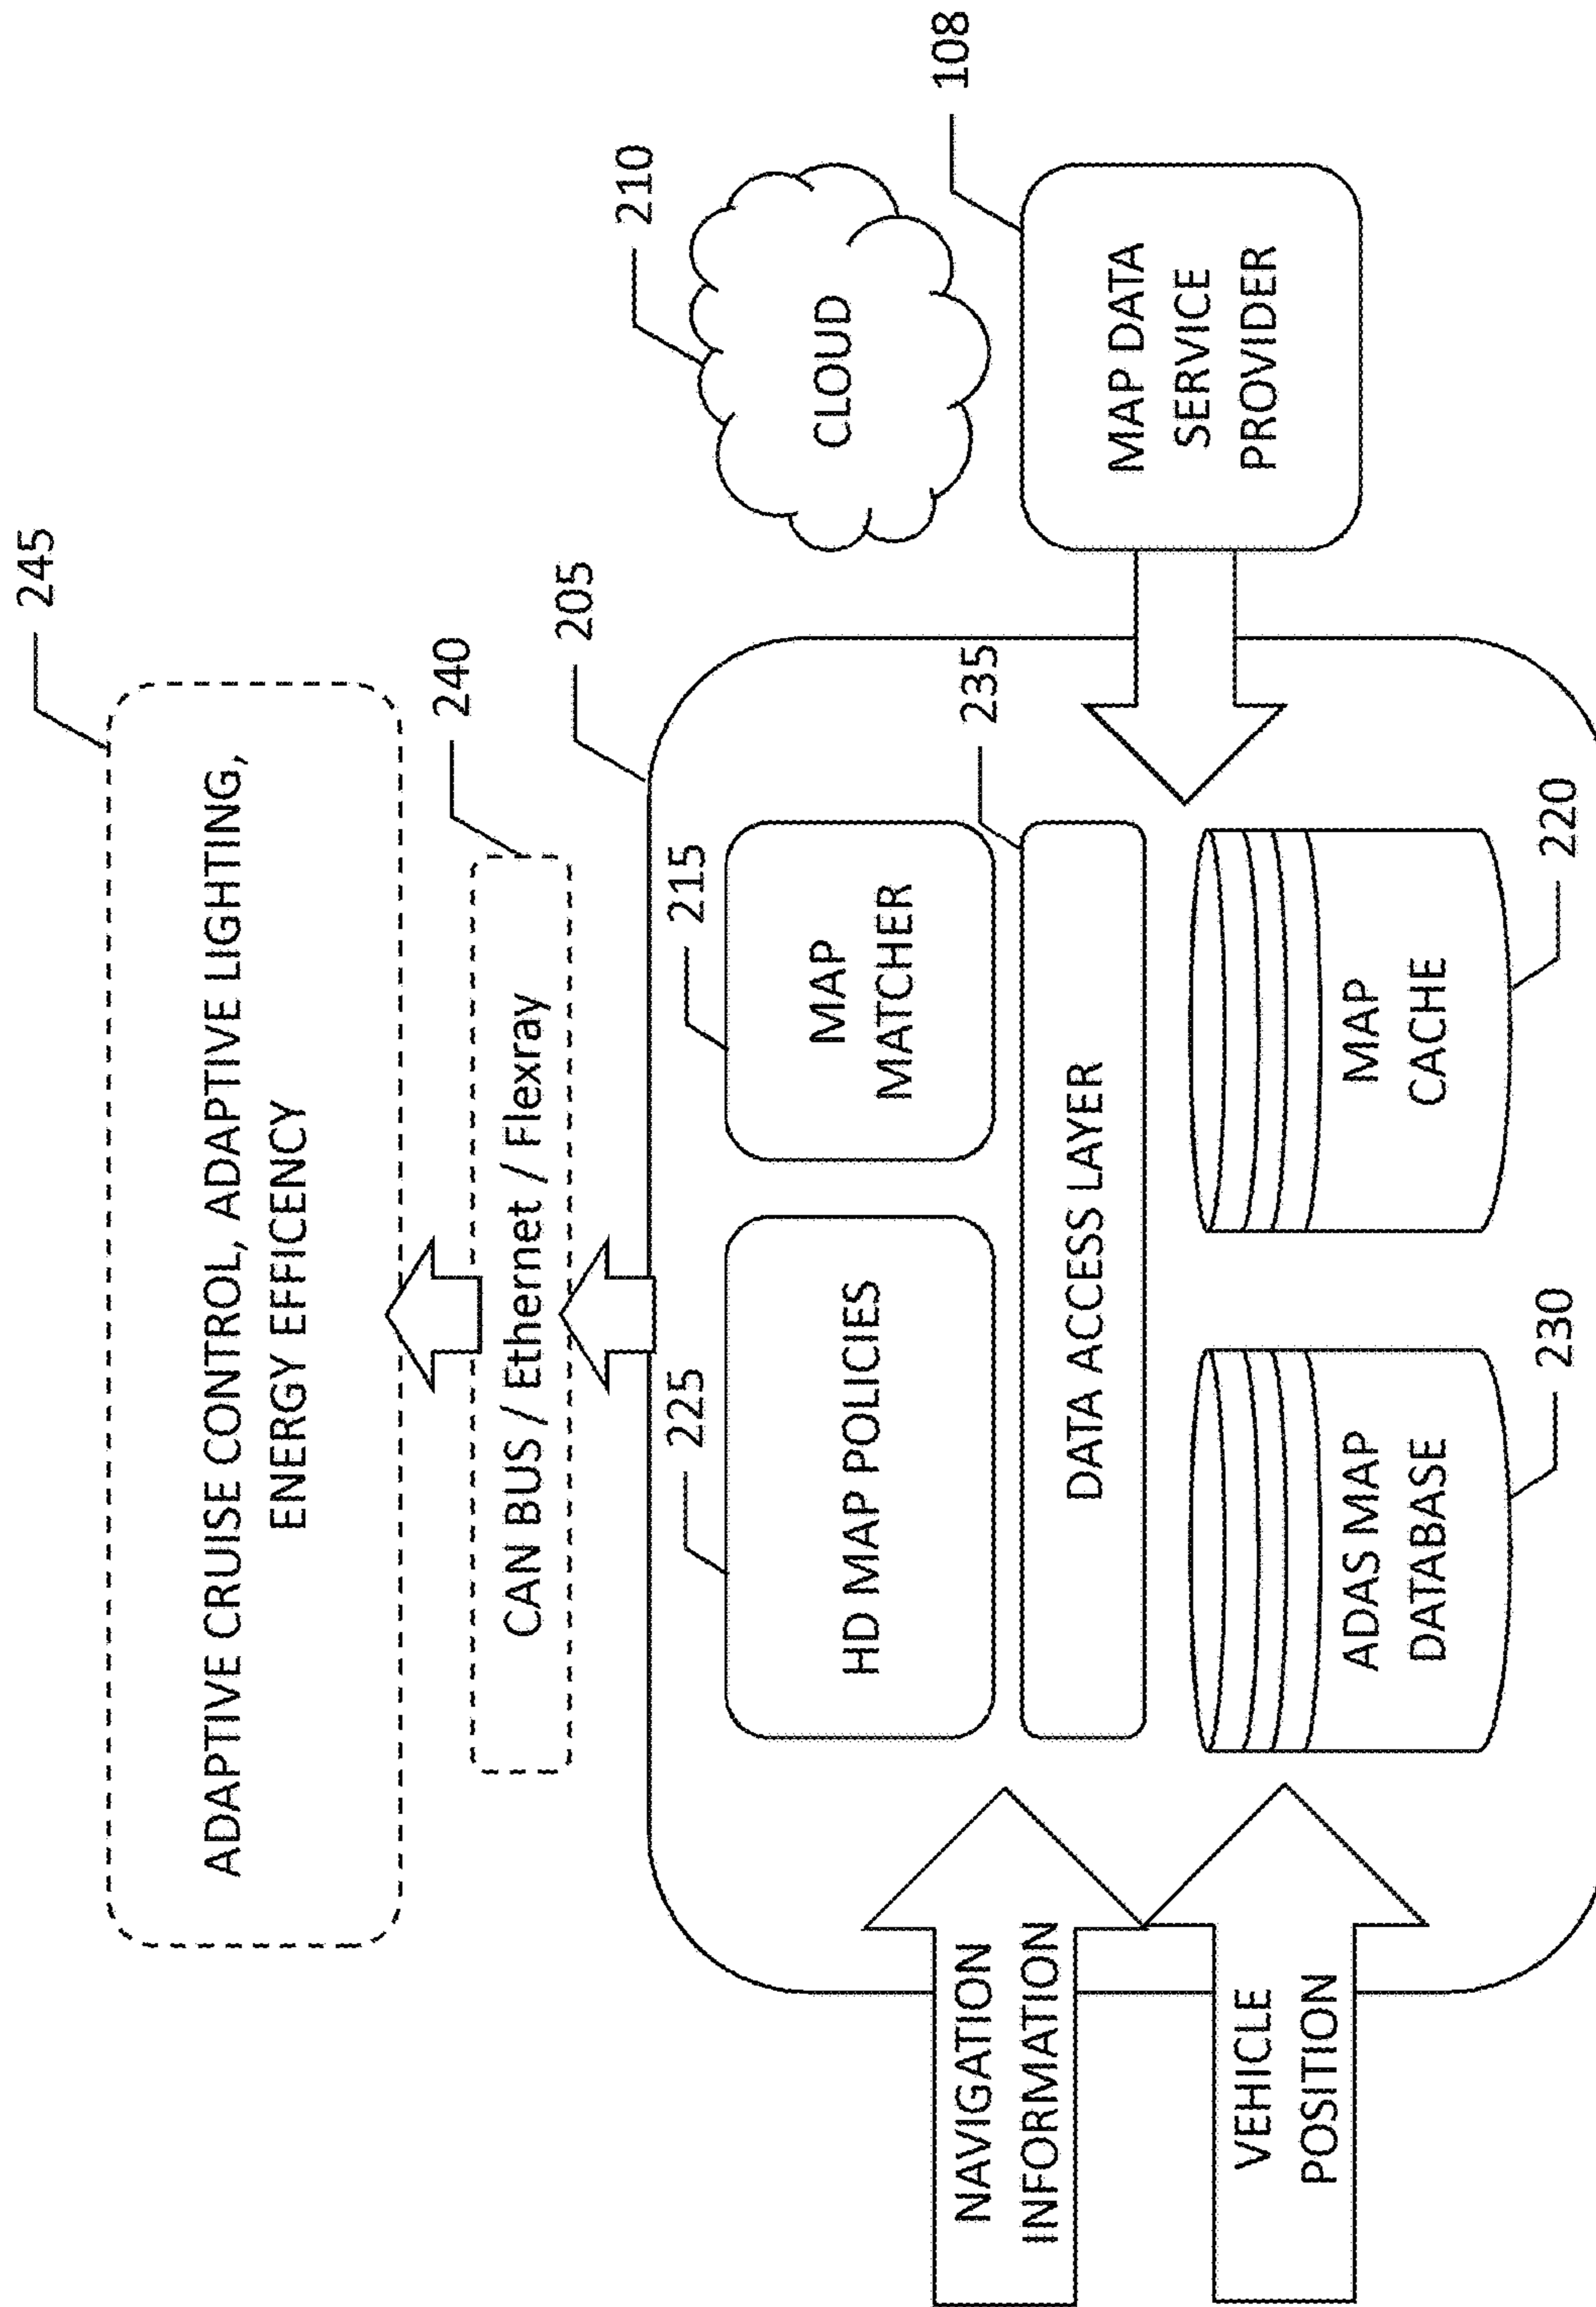 245
ADAPTIVE CRUISE CONTROL, ADAPTIVE LIGHTING,
ENERGY EFFICENCY
240
CAN BUS / Ethernet / Flexray
205
225
HD MAP POLICIES
215
MAP
MATCHER
210
CLOUD
235
DATA ACCESS LAYER
108
MAP DATA
SERVICE
PROVIDER
NAVIGATION
INFORMATION
VEHICLE
POSITION
ADAS MAP
DATABASE
230
MAP
CACHE
220